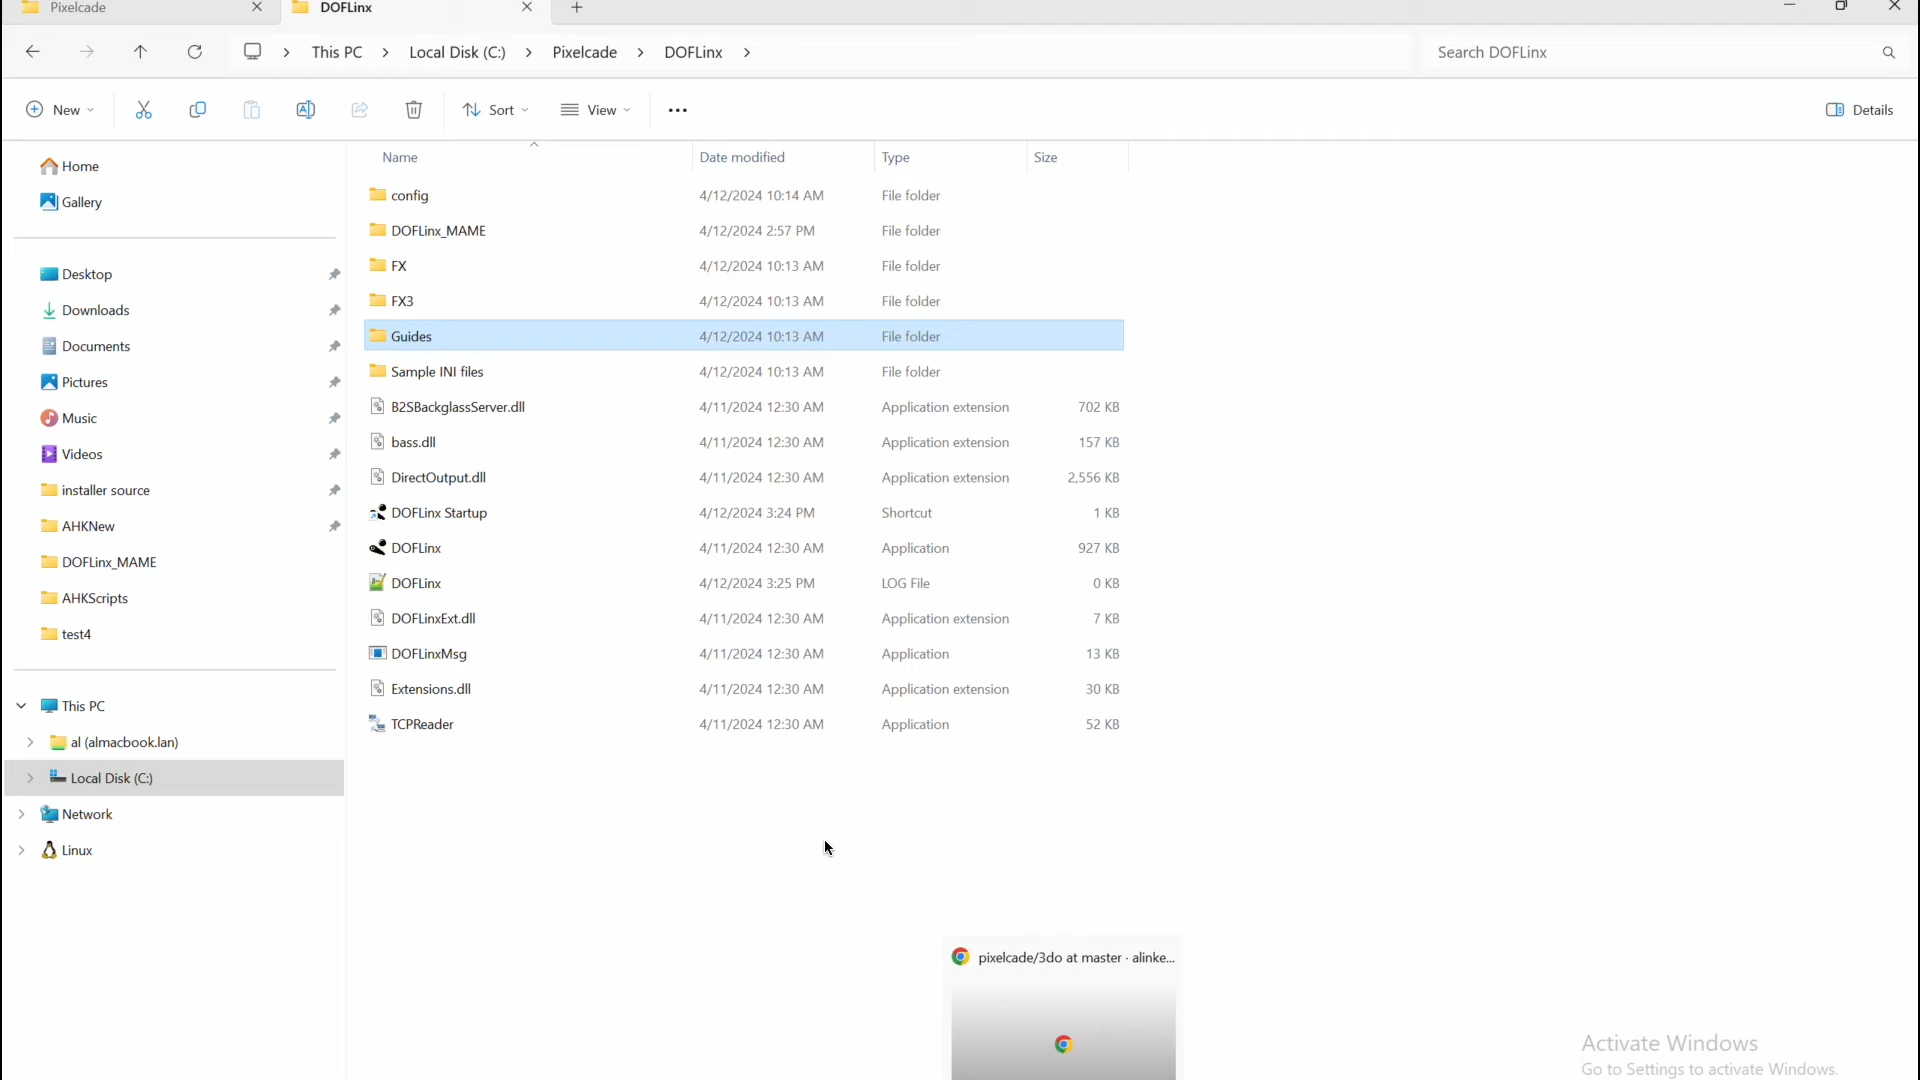 Pixelcade
DOFLinx
This PC
Local Disk (C:)
Pixelcade
DOFLinx
Search DOFLinx
New
Sort
View
Details
Name
Date modified
Type
Size
Home
Gallery
Desktop
Downloads
Documents
Pictures
Music
Videos
installer source
AHKNew
DOFLinx_MAME
AHKScripts
test4
This PC
al (almacbook.lan)
Local Disk (C:)
Network
Linux
config 4/12/2024 10:14 AM File folder
DOFLinx_MAME 4/12/2024 2:57 PM File folder
FX 4/12/2024 10:13 AM File folder
FX3 4/12/2024 10:13 AM File folder
Guides 4/12/2024 10:13 AM File folder
Sample INI files 4/12/2024 10:13 AM File folder
B2SBackglassServer.dll 4/11/2024 12:30 AM Application extension 702 KB
bass.dll 4/11/2024 12:30 AM Application extension 157 KB
DirectOutput.dll 4/11/2024 12:30 AM Application extension 2,556 KB
DOFLinx Startup 4/12/2024 3:24 PM Shortcut 1 KB
DOFLinx 4/11/2024 12:30 AM Application 927 KB
DOFLinx 4/12/2024 3:25 PM LOG File 0 KB
DOFLinxExt.dll 4/11/2024 12:30 AM Application extension 7 KB
DOFLinxMsg 4/11/2024 12:30 AM Application 13 KB
Extensions.dll 4/11/2024 12:30 AM Application extension 30 KB
TCPReader 4/11/2024 12:30 AM Application 52 KB
pixelcade/3do at master · alinke...
Activate Windows
Go to Settings to activate Windows.